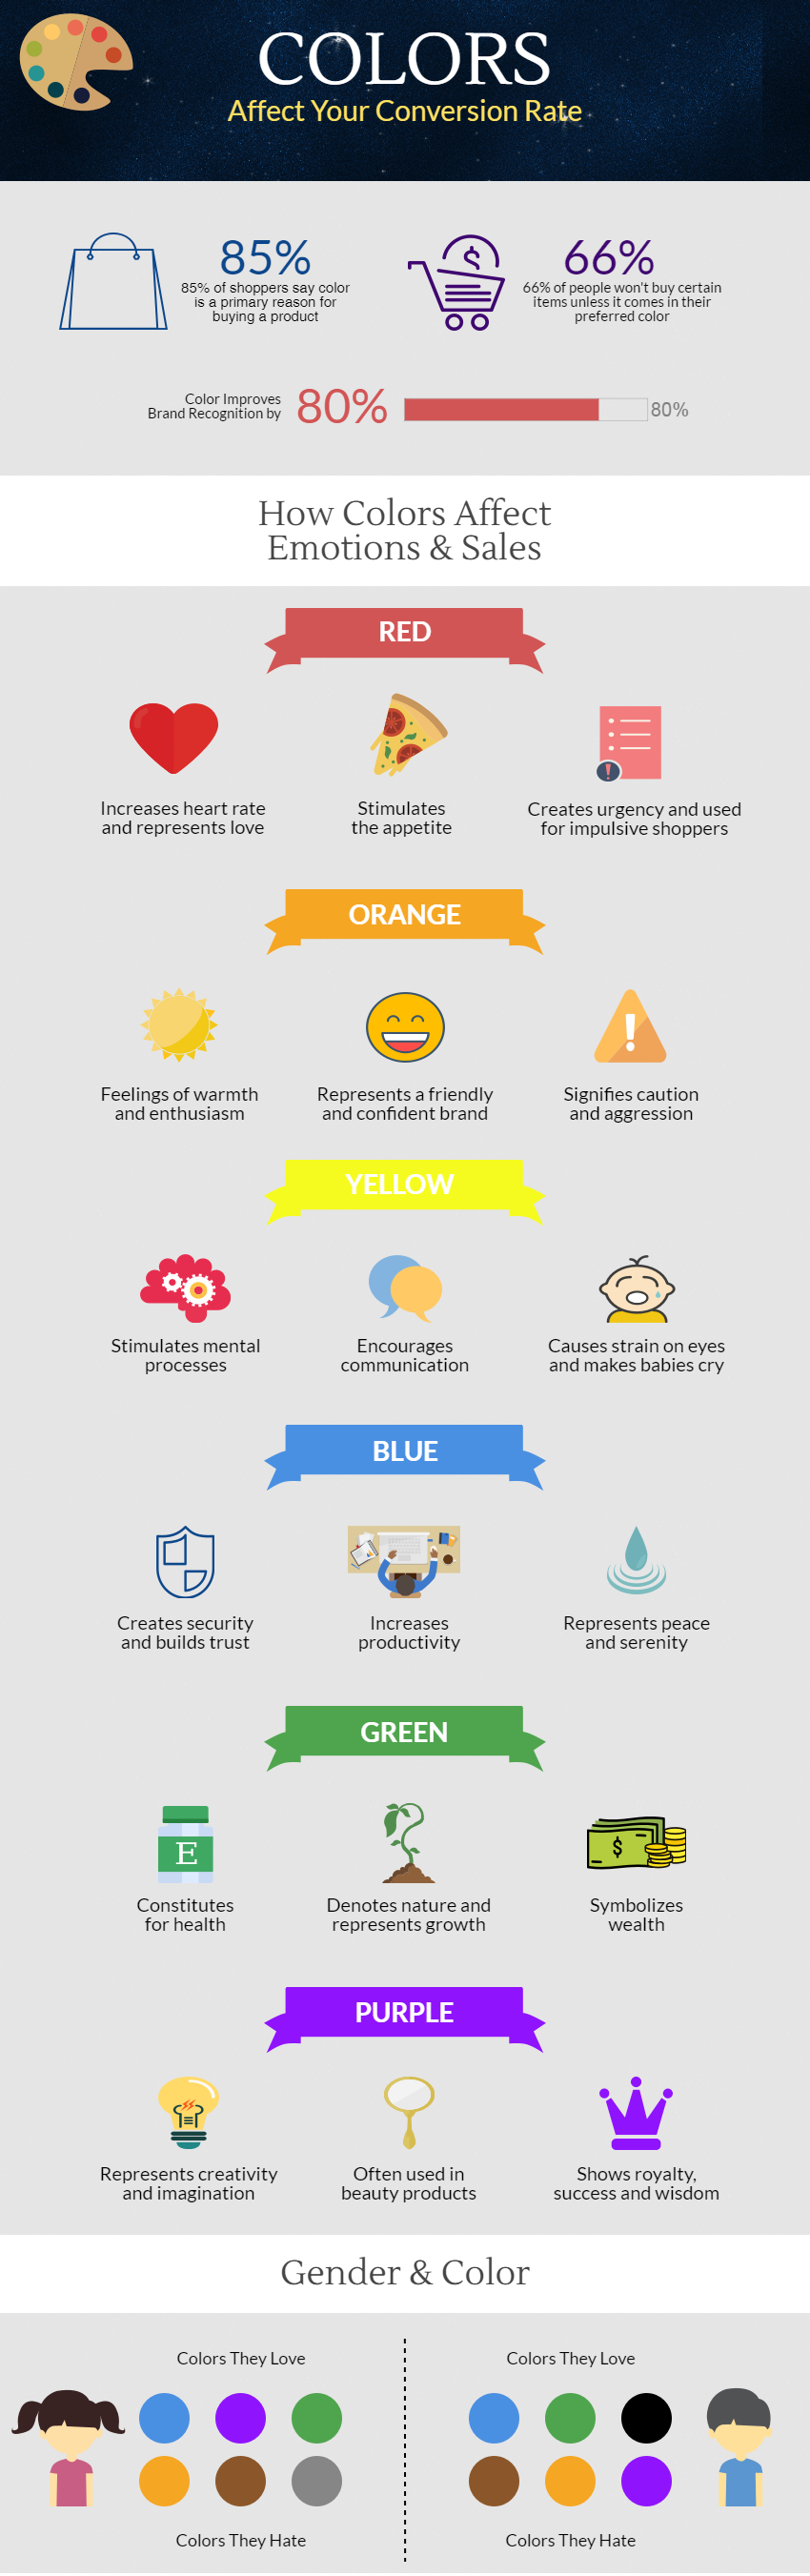 COLORS
Affect Your Conversion Rate
85%
85% of shoppers say color
is a primary reason for
buying a product
66%
66% of people won't buy certain
items unless it comes in their
preferred color
Color Improves
Brand Recognition by
80%
80%
How Colors Affect
Emotions & Sales
RED
Increases heart rate
and represents love
Stimulates
the appetite
Creates urgency and used
for impulsive shoppers
ORANGE
Feelings of warmth
and enthusiasm
Represents a friendly
and confident brand
Signifies caution
and aggression
YELLOW
Stimulates mental
processes
Encourages
communication
Causes strain on eyes
and makes babies cry
BLUE
Creates security
and builds trust
Increases
productivity
Represents peace
and serenity
GREEN
E
Constitutes
for health
Denotes nature and
represents growth
$
Symbolizes
wealth
PURPLE
Represents creativity
and imagination
Often used in
beauty products
Shows royalty,
success and wisdom
Gender & Color
Colors They Love
Colors They Hate
Colors They Love
Colors They Hate